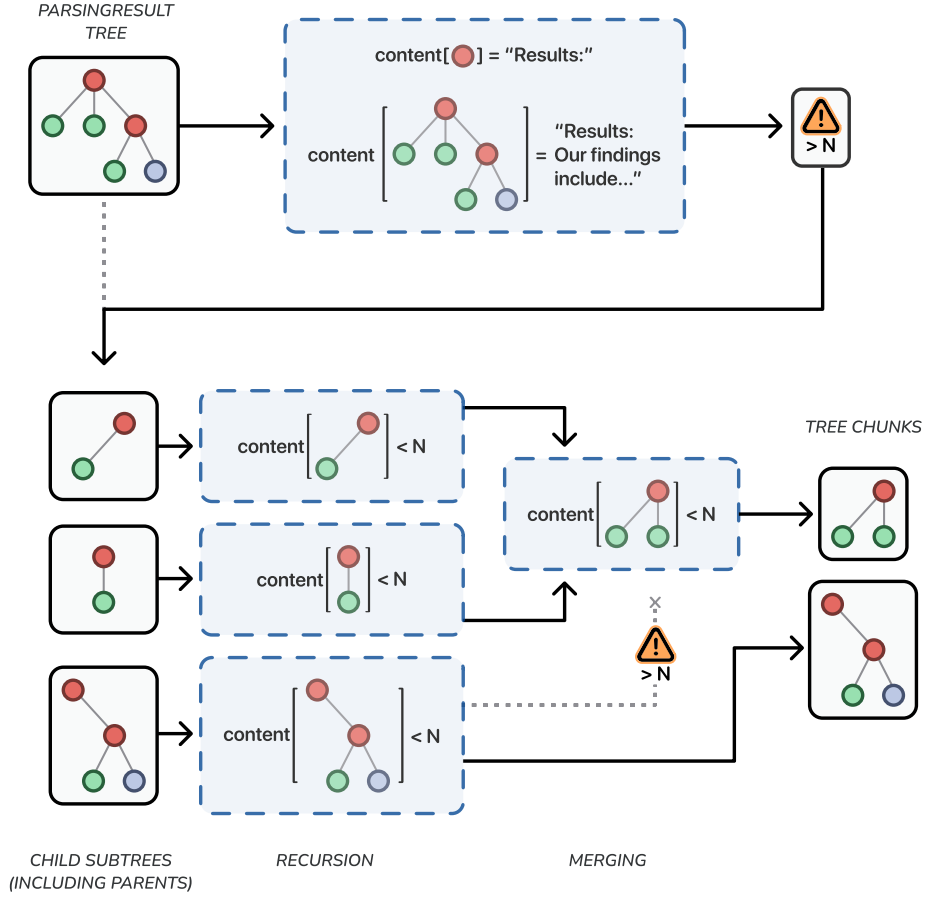 PARSINGRESULT
TREE
content[ ] = “Results:”
content [ ] = “Results:
Our findings
include...”
> N
content [ ] < N
TREE CHUNKS
content [ ] < N
content [ ] < N
> N
content [ ] < N
CHILD SUBTREES
(INCLUDING PARENTS)
RECURSION
MERGING